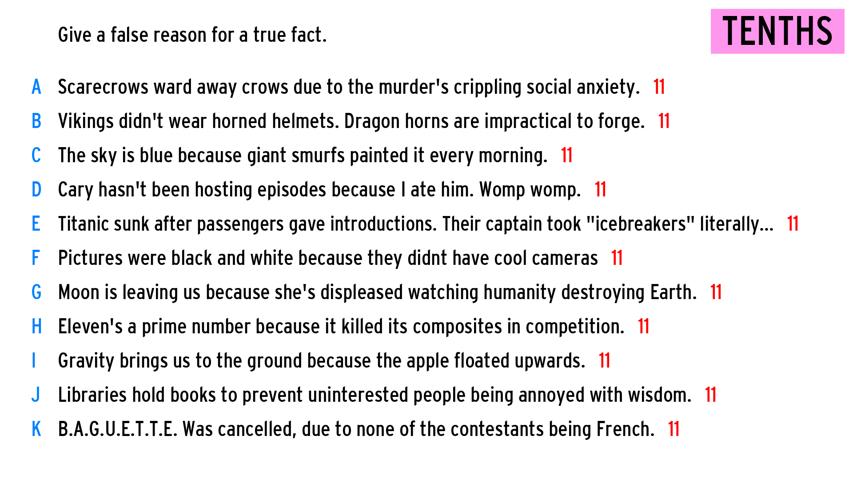 Give a false reason for a true fact.
TENTHS
A Scarecrows ward away crows due to the murder's crippling social anxiety. 11
B Vikings didn't wear horned helmets. Dragon horns are impractical to forge. 11
C The sky is blue because giant smurfs painted it every morning. 11
D Cary hasn't been hosting episodes because I ate him. Womp womp. 11
E Titanic sunk after passengers gave introductions. Their captain took "icebreakers" literally... 11
F Pictures were black and white because they didnt have cool cameras 11
G Moon is leaving us because she's displeased watching humanity destroying Earth. 11
H Eleven's a prime number because it killed its composites in competition. 11
I Gravity brings us to the ground because the apple floated upwards. 11
J Libraries hold books to prevent uninterested people being annoyed with wisdom. 11
K B.A.G.U.E.T.T.E. Was cancelled, due to none of the contestants being French. 11